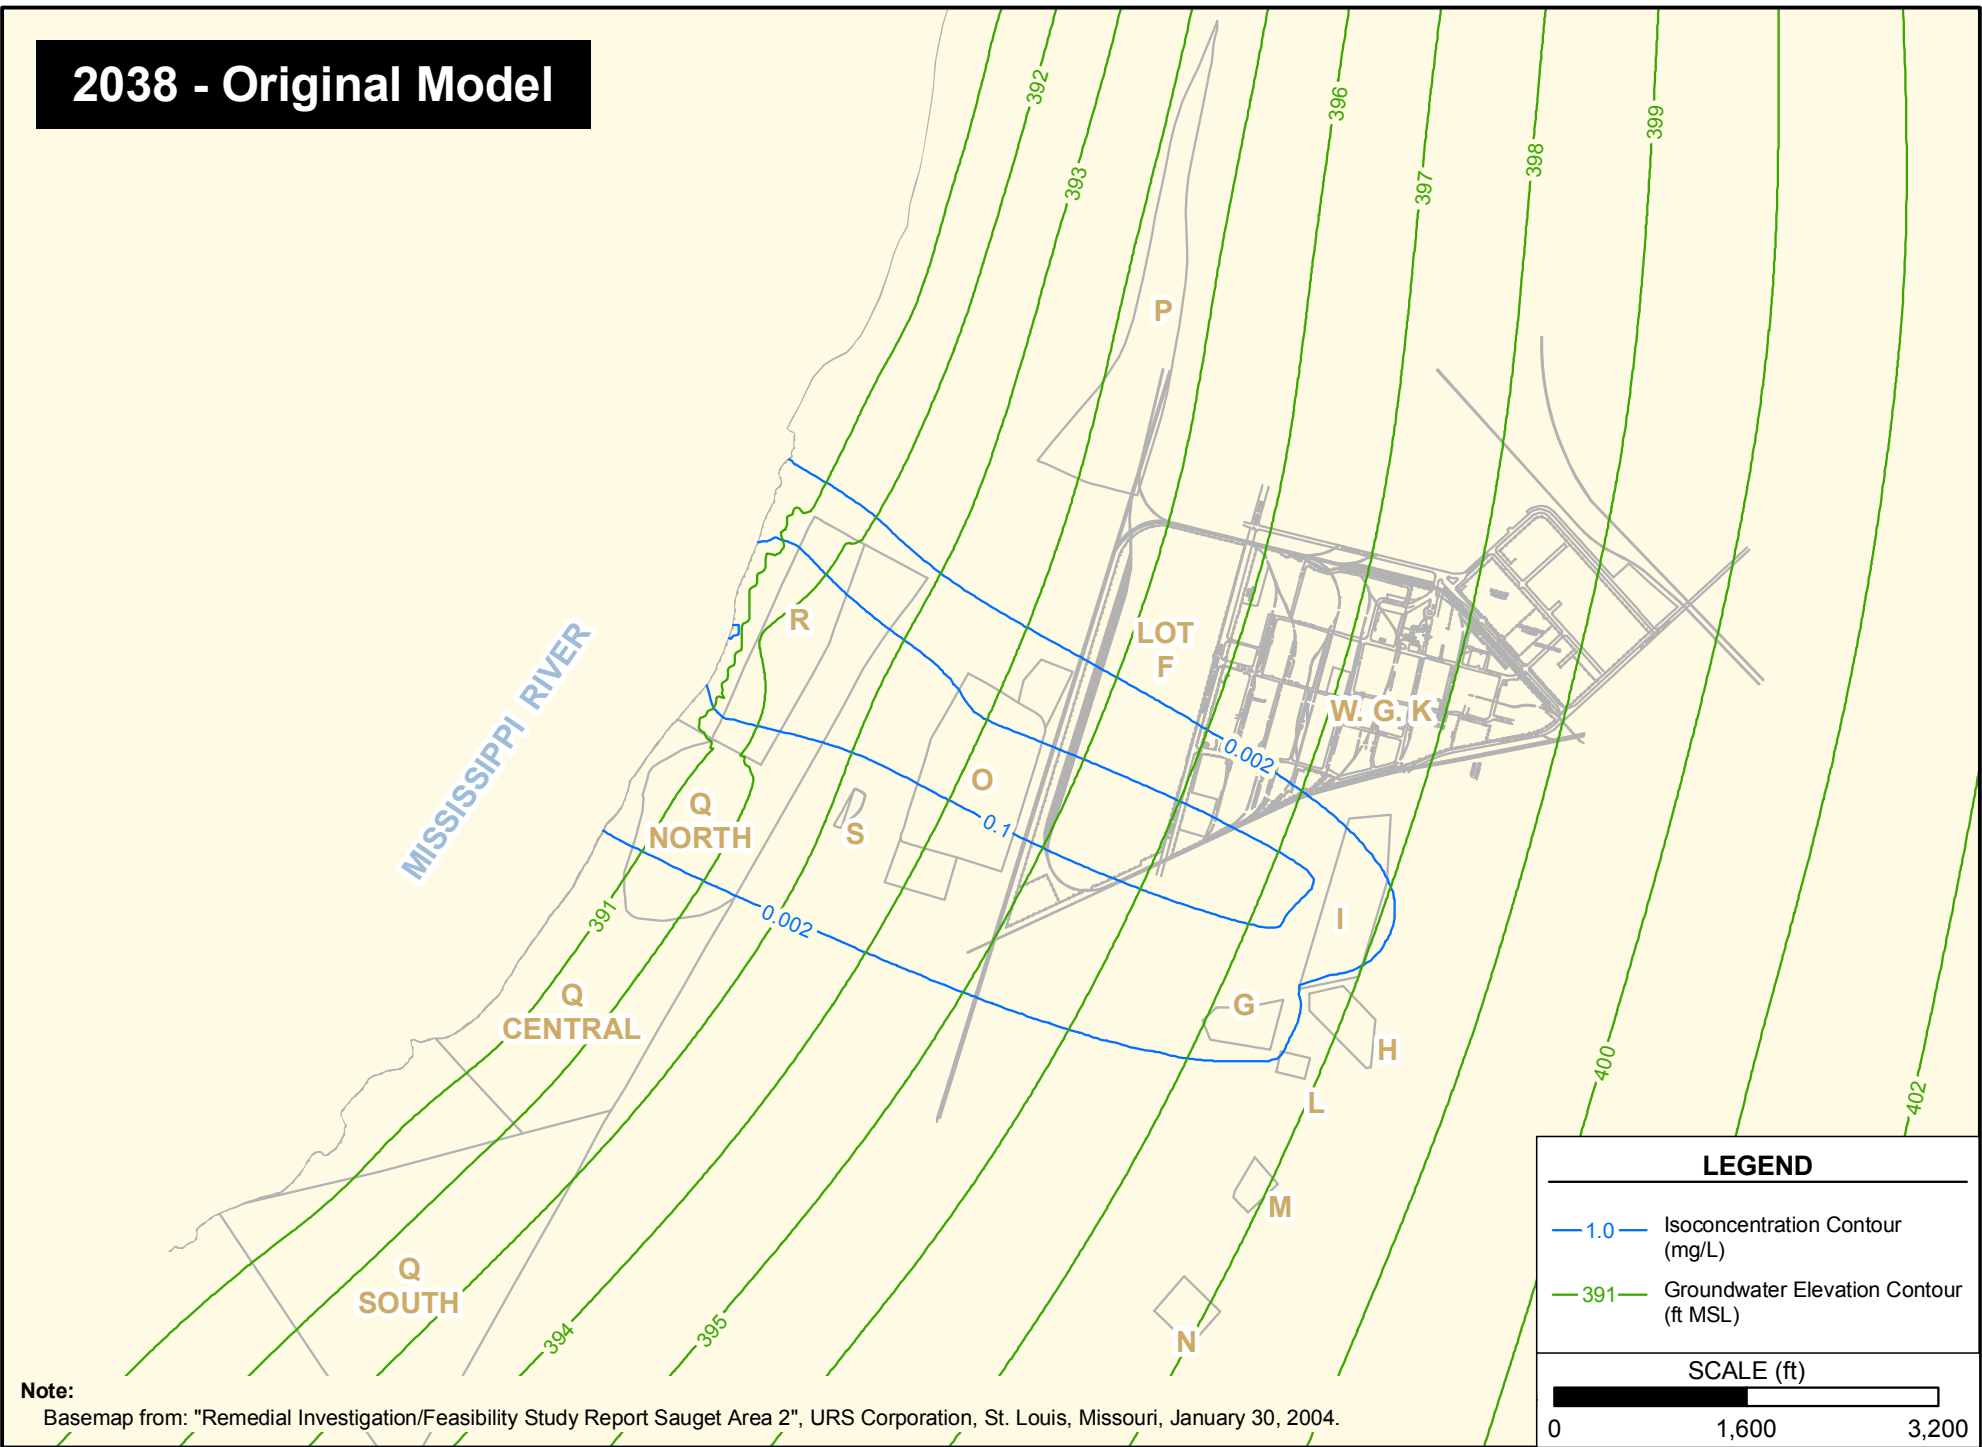 2038 - Original Model
392
396
399
398
393
397
P
R
LOT
F
MISSISSIPPI RIVER
W. G. K
0.002
O
Q
NORTH
S
0.1
391
0.002
I
Q
CENTRAL
G
H
400
L
402
M
Q
SOUTH
394
395
N
LEGEND
1.0
Isoconcentration Contour
(mg/L)
391
Groundwater Elevation Contour
(ft MSL)
SCALE (ft)
0 1,600 3,200
Note:
Basemap from: "Remedial Investigation/Feasibility Study Report Sauget Area 2", URS Corporation, St. Louis, Missouri, January 30, 2004.